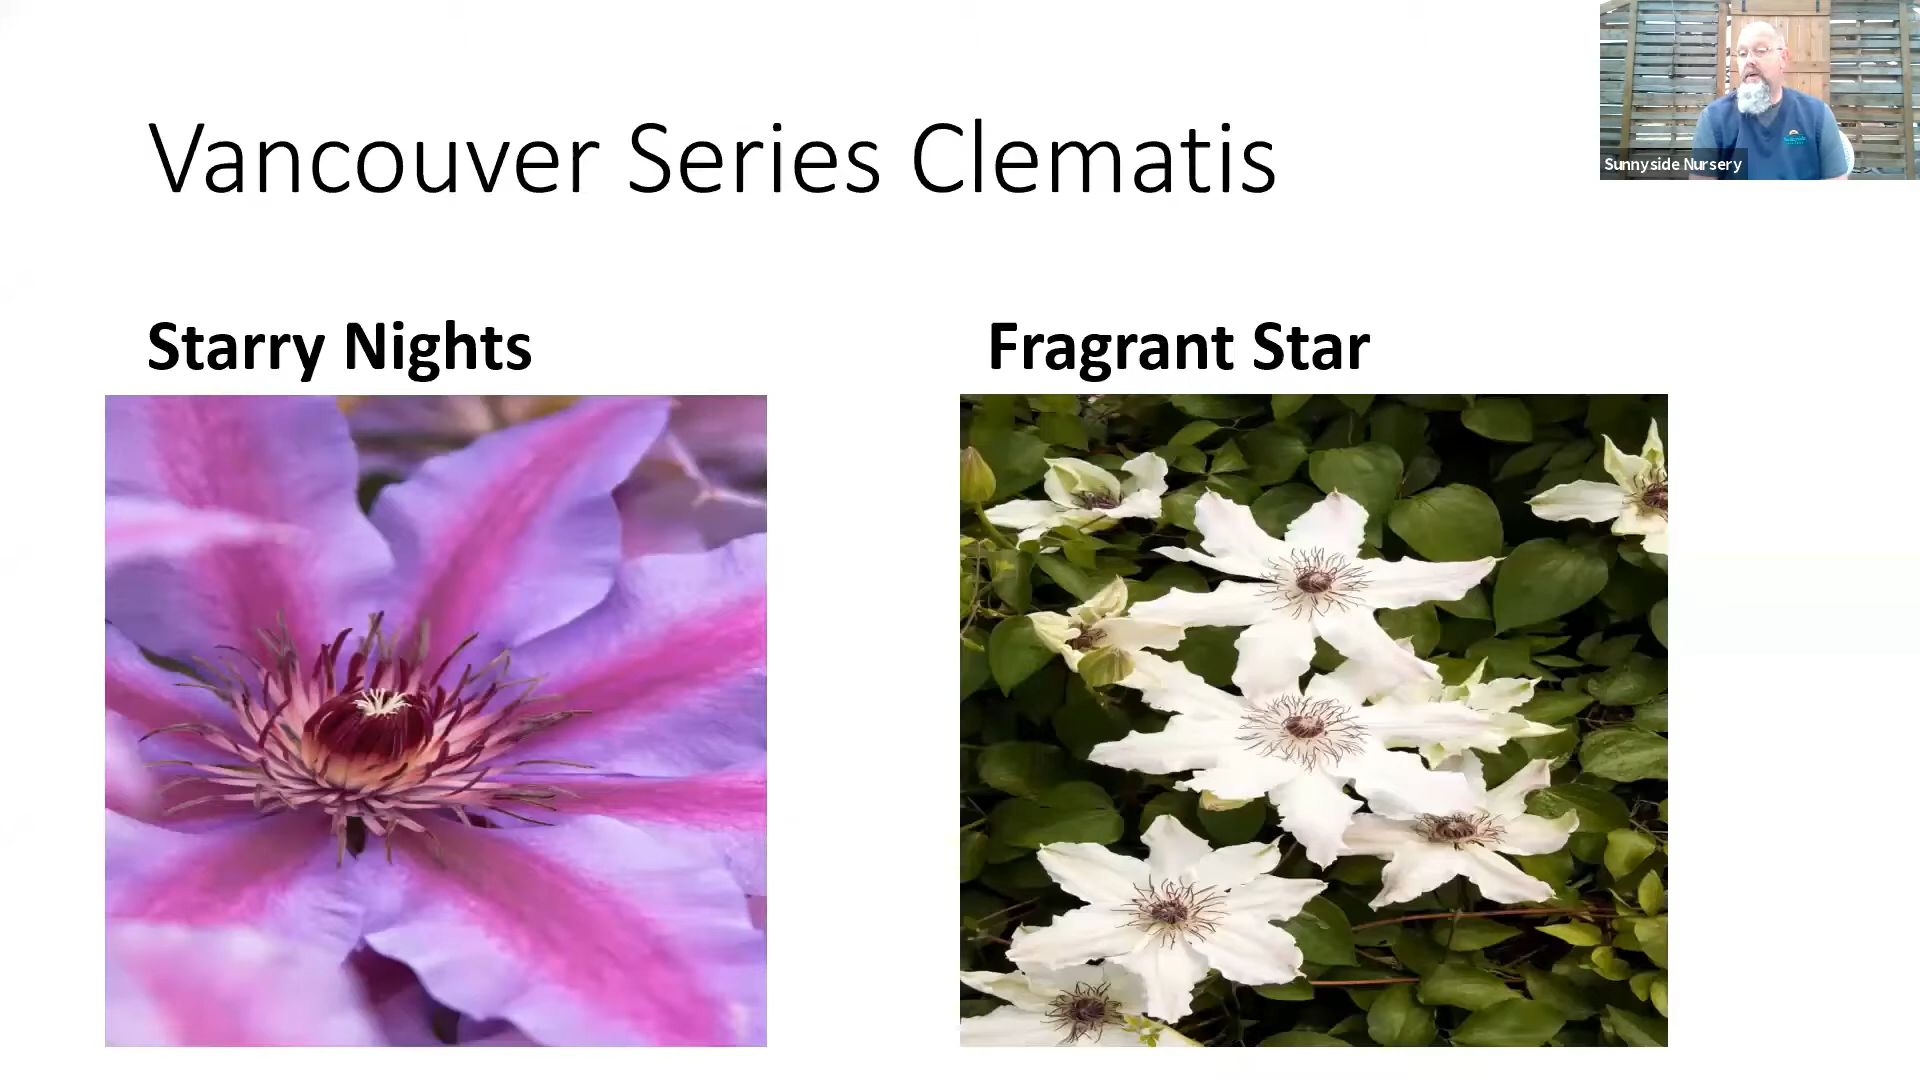 Vancouver Series Clematis
Sunnyside Nursery
Starry Nights
Fragrant Star